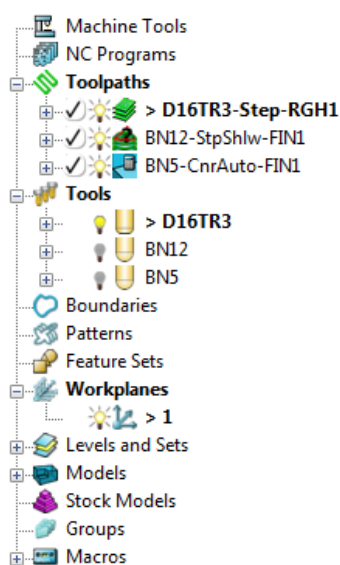 Machine Tools
NC Programs
Toolpaths
> D16TR3-Step-RGH1
BN12-StpShlw-FIN1
BN5-CnrAuto-FIN1
Tools
> D16TR3
BN12
BN5
Boundaries
Patterns
Feature Sets
Workplanes
> 1
Levels and Sets
Models
Stock Models
Groups
Macros